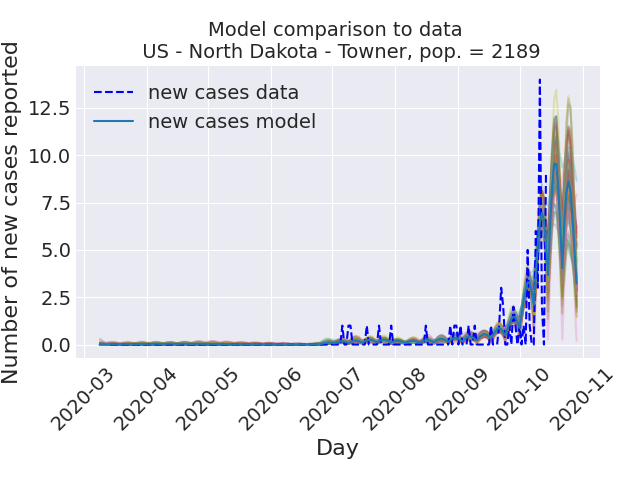 Model comparison to data
US - North Dakota - Towner, pop. = 2189
new cases data
new cases model
Number of new cases reported
12.5
10.0
7.5
5.0
2.5
0.0
2020-03
2020-04
2020-05
2020-06
2020-07
2020-08
2020-09
2020-10
2020-11
Day